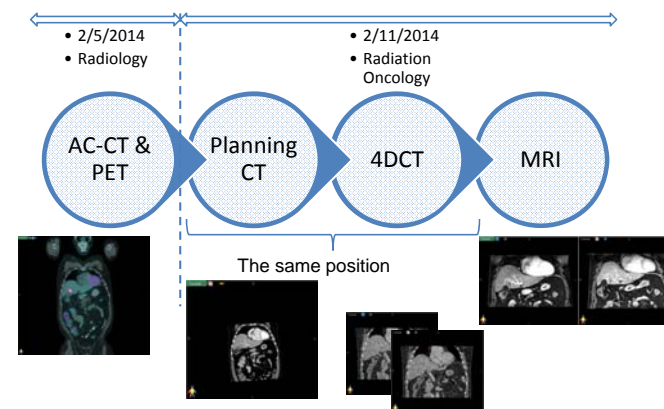 • 2/5/2014
• Radiology
• 2/11/2014
• Radiation
Oncology
AC-CT &
PET
Planning
CT
4DCT
MRI
The same position